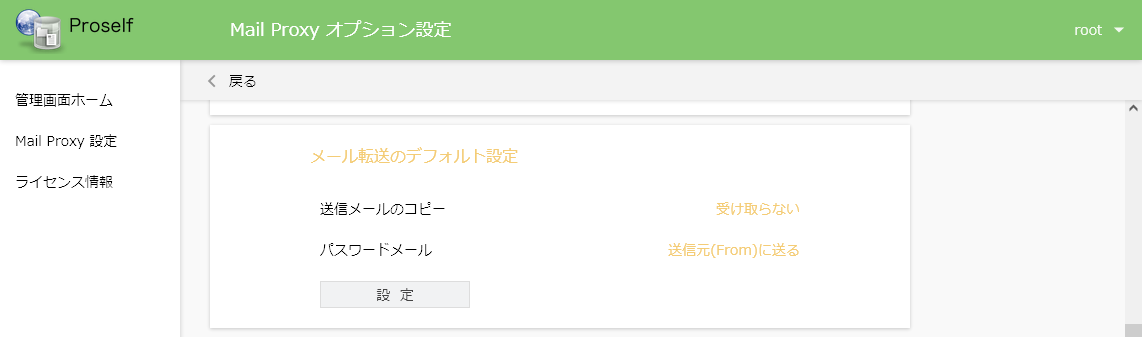 Proself
Mail Proxy オプション設定
root
戻る
管理画面ホーム
Mail Proxy 設定
ライセンス情報
メール転送のデフォルト設定
送信メールのコピー 受け取らない
パスワードメール 送信元(From)に送る
設 定